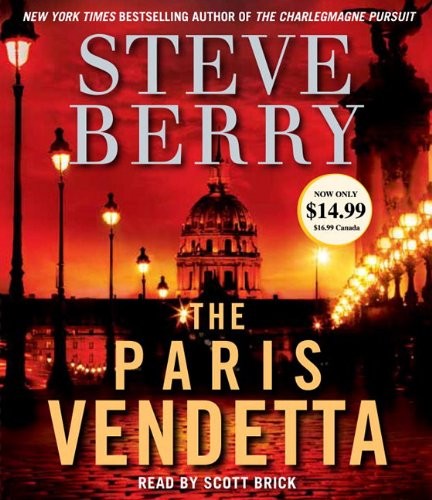 NEW YORK TIMES BESTSELLING AUTHOR OF THE CHARLEGMAGNE PURSUIT
STEVE
BERRY
NOW ONLY
$14.99
$16.99 Canada
THE
PARIS
VENDETTA
READ BY SCOTT BRICK